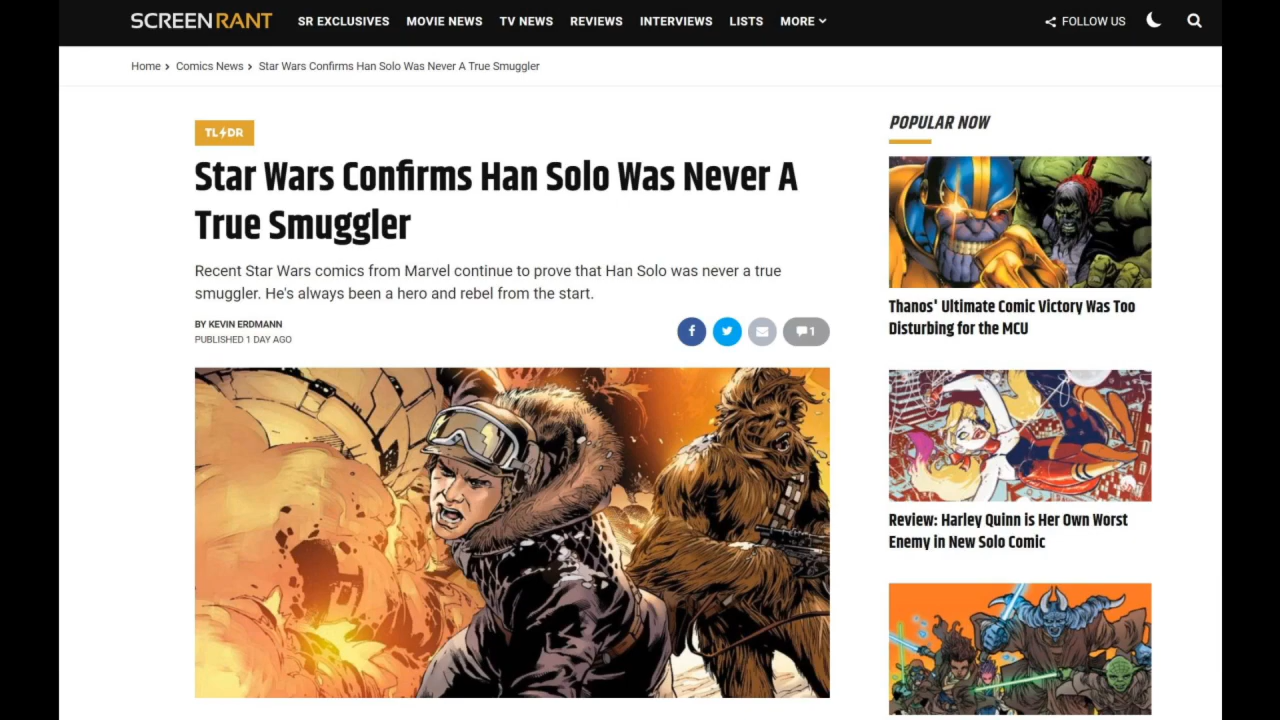 SCREENRANT SR EXCLUSIVES MOVIE NEWS TV NEWS REVIEWS INTERVIEWS LISTS MORE FOLLOW US
Home › Comics News › Star Wars Confirms Han Solo Was Never A True Smuggler
TL DR
Star Wars Confirms Han Solo Was Never A
True Smuggler
Recent Star Wars comics from Marvel continue to prove that Han Solo was never a true
smuggler. He's always been a hero and rebel from the start.
BY KEVIN ERDMANN
PUBLISHED 1 DAY AGO
1
POPULAR NOW
Thanos' Ultimate Comic Victory Was Too
Disturbing for the MCU
Review: Harley Quinn is Her Own Worst
Enemy in New Solo Comic